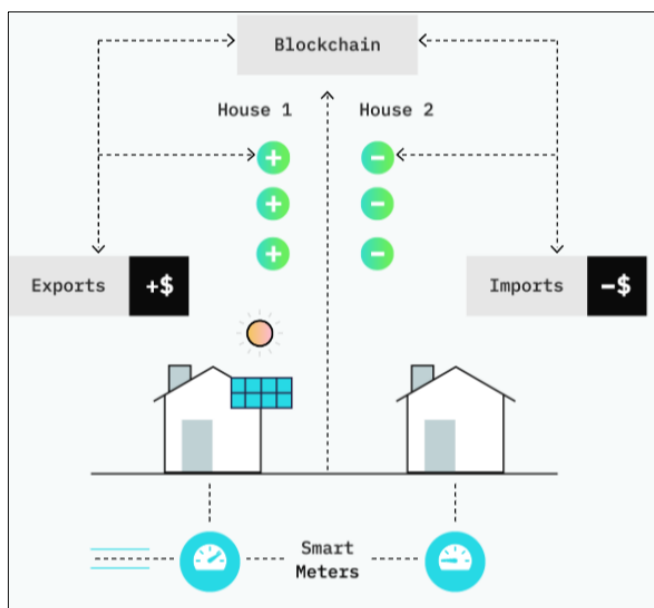 Blockchain
House 1
House 2
Exports
+$
Imports
-$
Smart
Meters